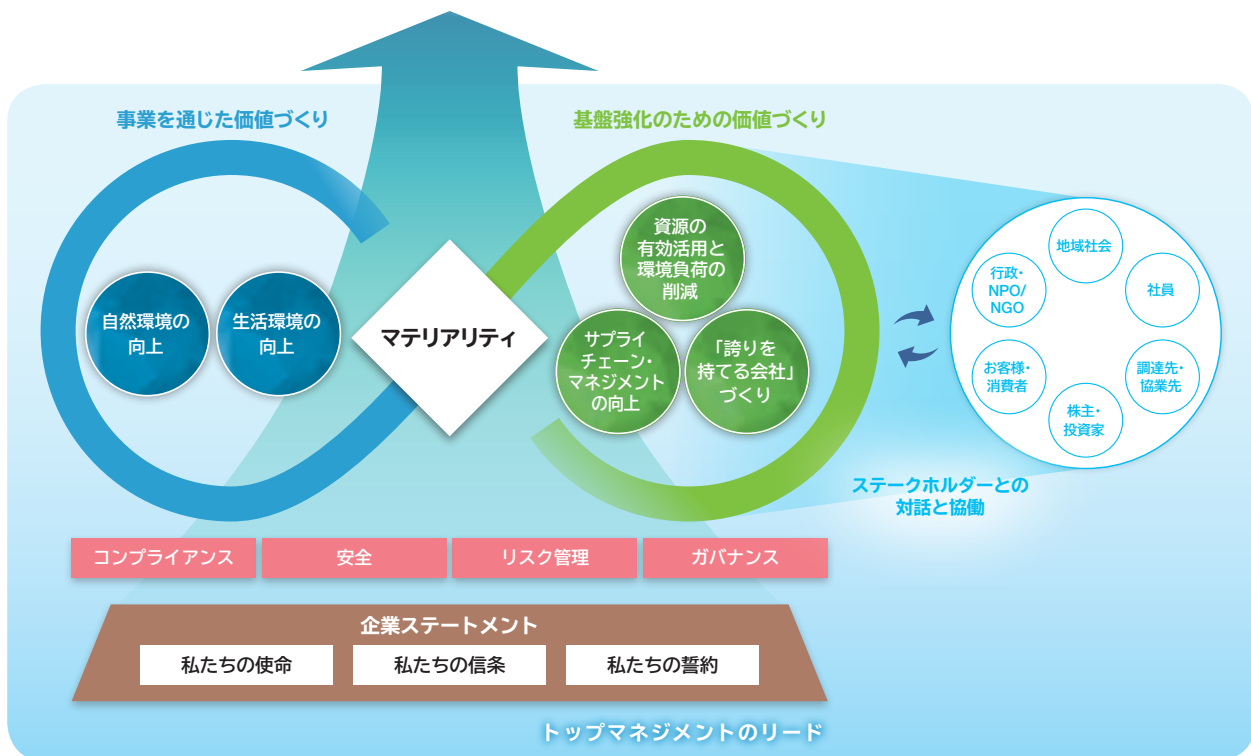 事業を通じた価値づくり
基盤強化のための価値づくり
自然環境の
向上
生活環境の
向上
マテリアリティ
資源の
有効活用と
環境負荷の
削減
サプライ
チェーン・
マネジメント
の向上
「誇りを
持てる会社」
づくり
地域社会
行政・
NPO/
NGO
社員
お客様・
消費者
調達先・
協業先
株主・
投資家
ステークホルダーとの
対話と協働
コンプライアンス
安全
リスク管理
ガバナンス
企業ステートメント
私たちの使命
私たちの信条
私たちの誓約
トップマネジメントのリード